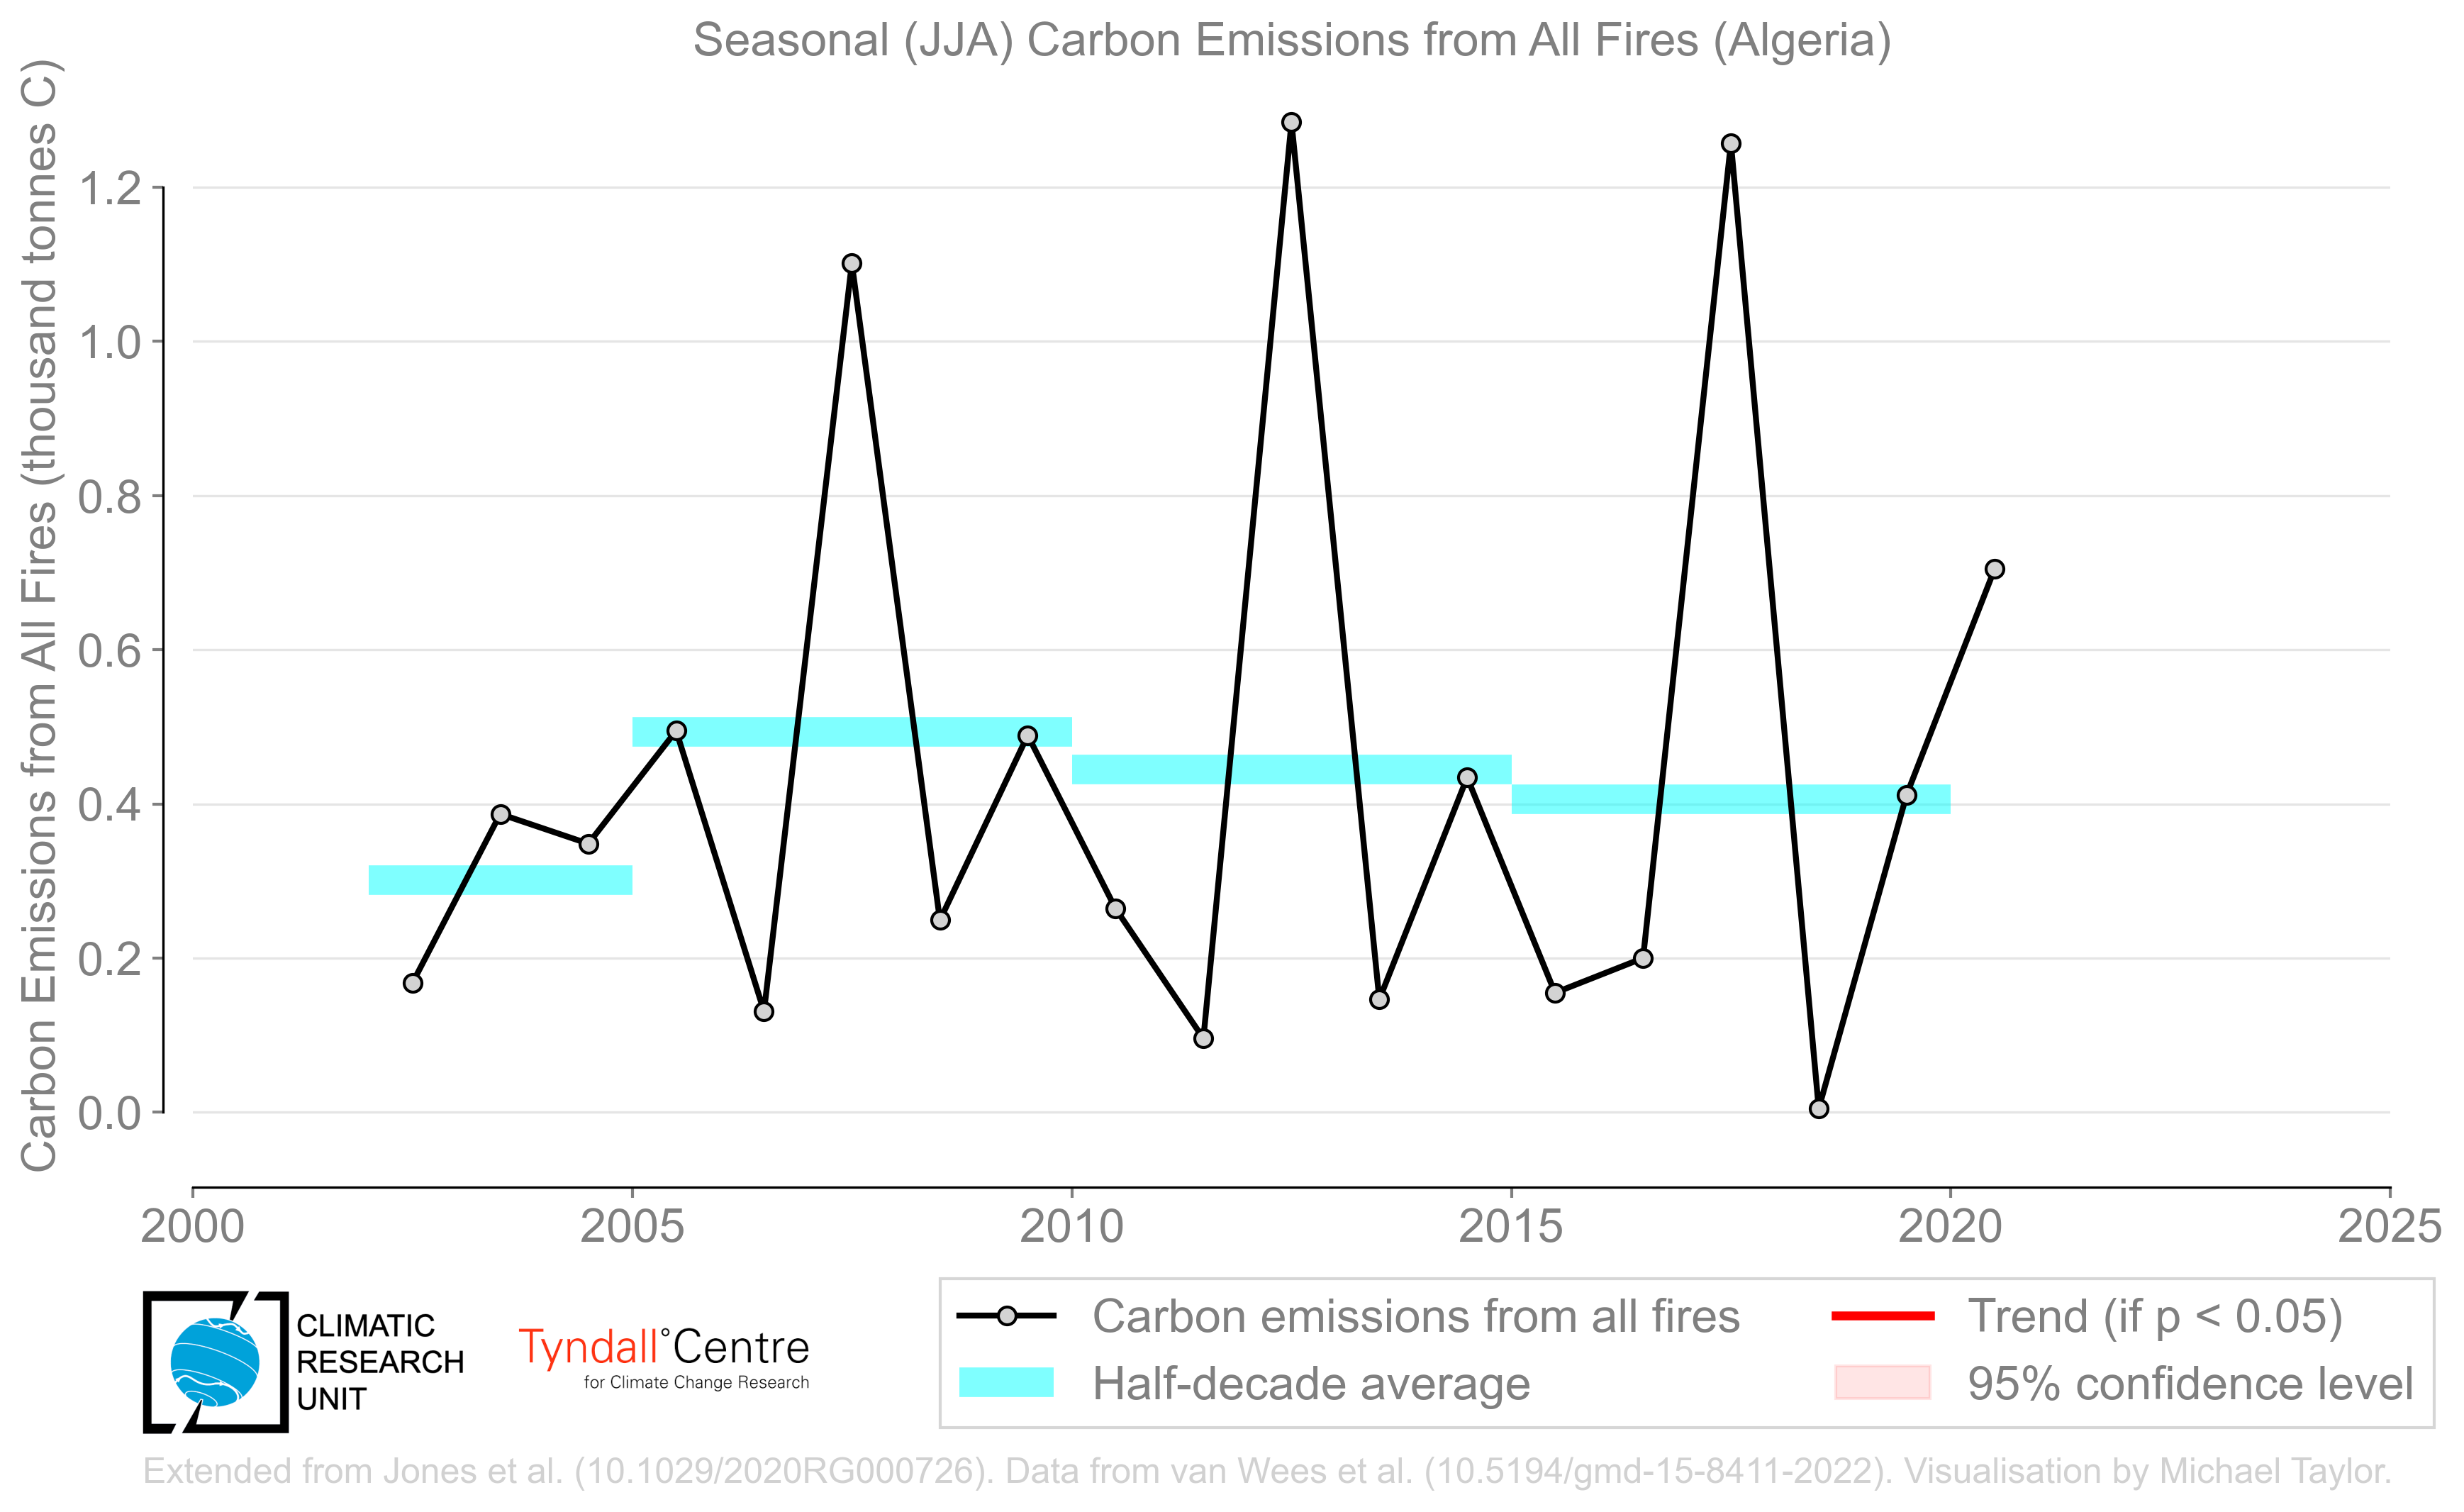 Seasonal (JJA) Carbon Emissions from All Fires (Algeria)
Carbon Emissions from All Fires (thousand tonnes C)
1.2
1.0
0.8
0.6
0.4
0.2
0.0
2000 2005 2010 2015 2020 2025
CLIMATIC
RESEARCH
UNIT
Tyndall°Centre
for Climate Change Research
Carbon emissions from all fires
Half-decade average
Trend (if p < 0.05)
95% confidence level
Extended from Jones et al. (10.1029/2020RG000726). Data from van Wees et al. (10.5194/gmd-15-8411-2022). Visualisation by Michael Taylor.